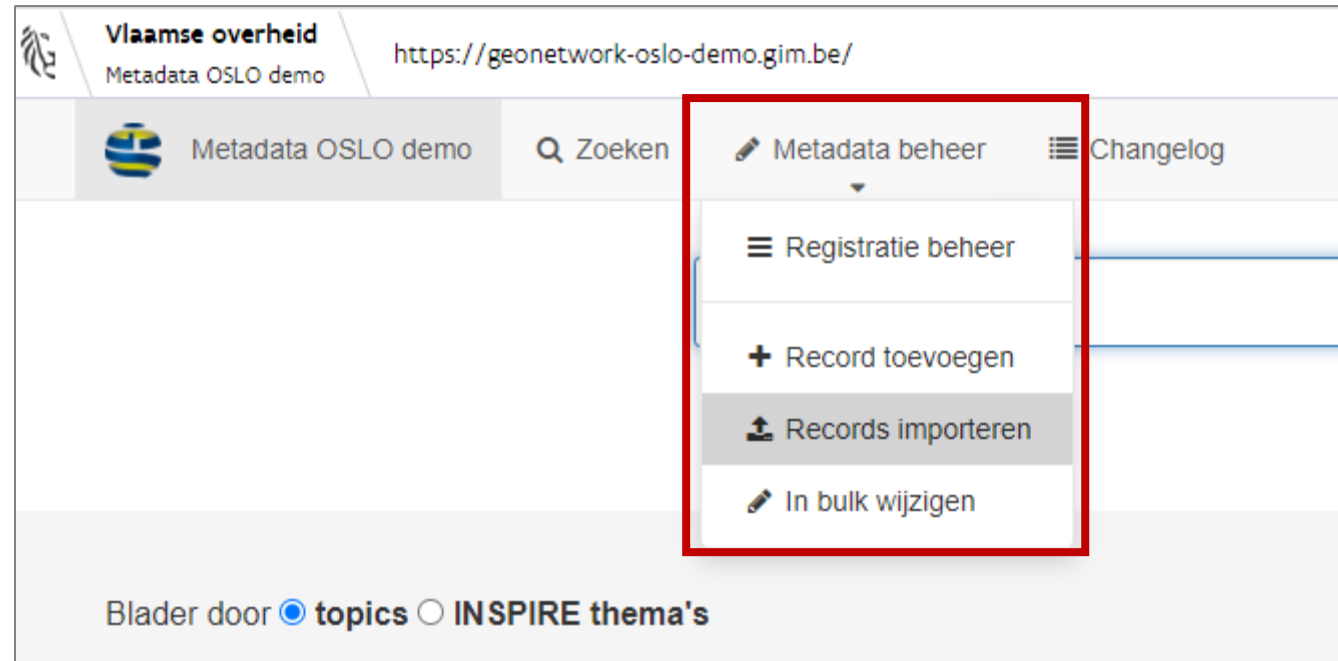 Vlaamse overheid
Metadata OSLO demo
https://geonetwork-oslo-demo.gim.be/
Metadata OSLO demo Zoeken Metadata beheer Changelog
Registratie beheer
Record toevoegen
Records importeren
In bulk wijzigen
Blader door topics INSPIRE thema's